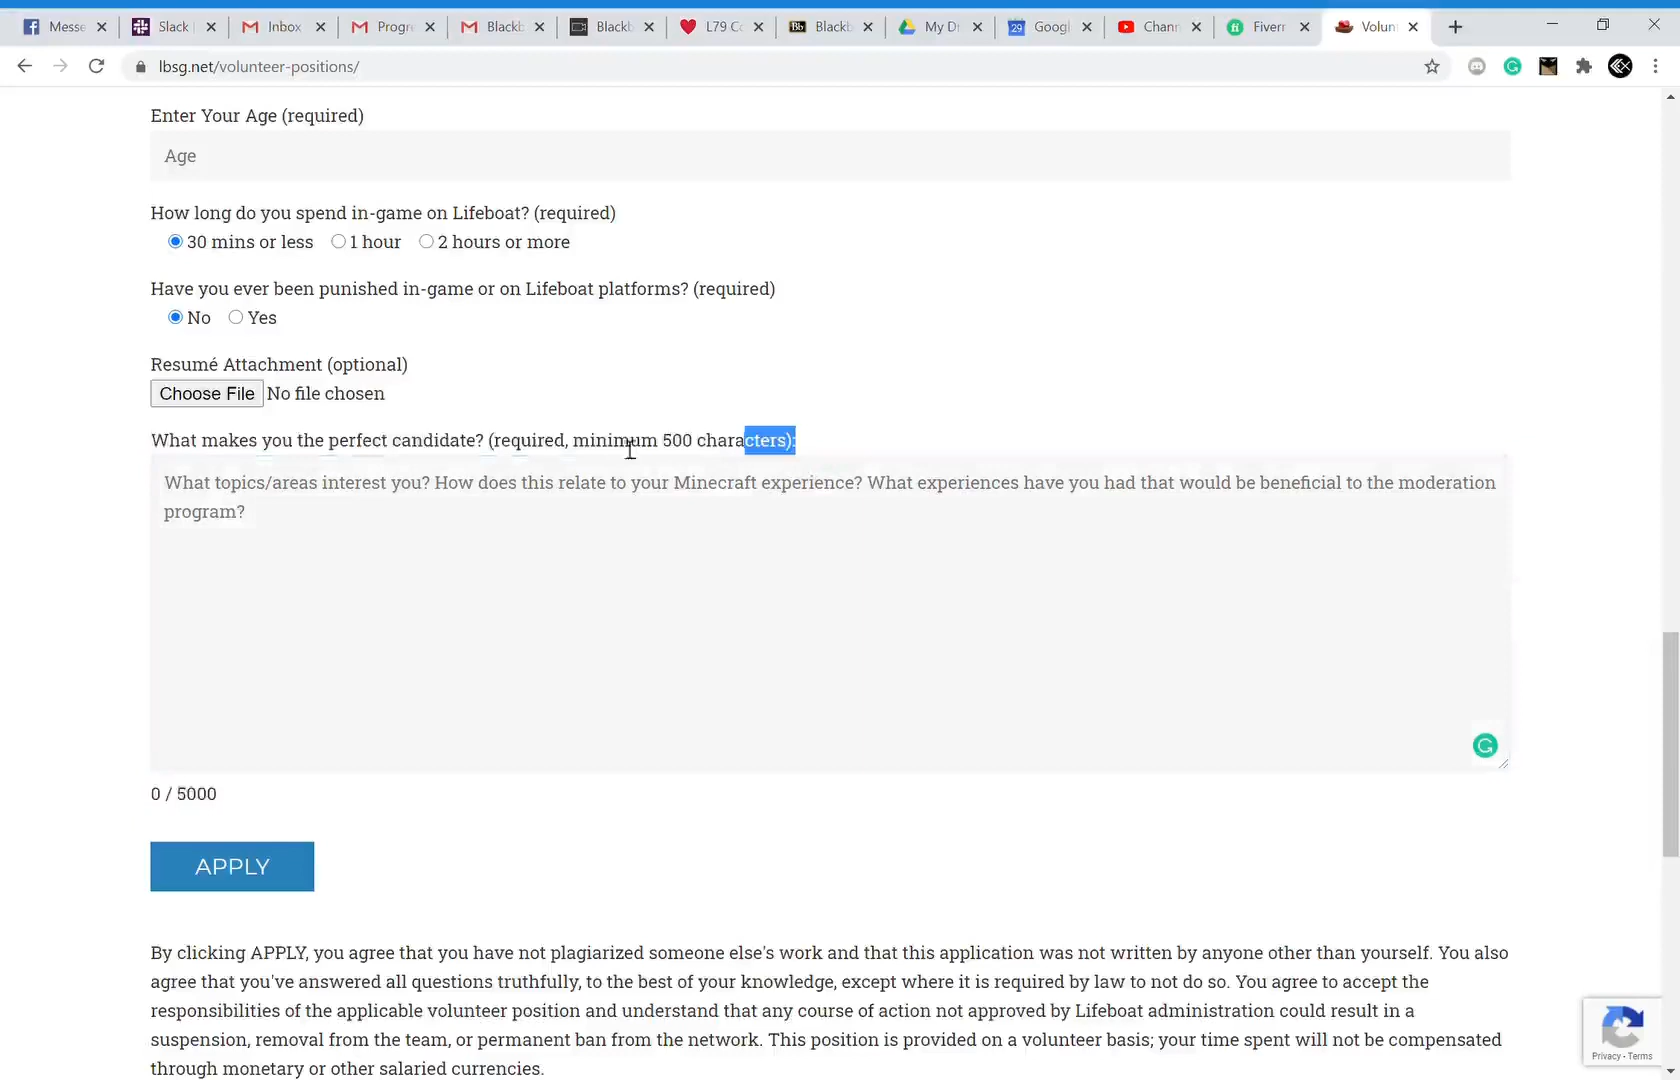 Messe
Slack
Inbox
Progre
Blackb
Blackb
L79 Co
Blackb
My Dr
Googl
Chann
Fiverr
Volun
lbsg.net/volunteer-positions/
Enter Your Age (required)
Age
How long do you spend in-game on Lifeboat? (required)
30 mins or less 1 hour 2 hours or more
Have you ever been punished in-game or on Lifeboat platforms? (required)
No Yes
Resumé Attachment (optional)
Choose File No file chosen
What makes you the perfect candidate? (required, minimum 500 characters):
What topics/areas interest you? How does this relate to your Minecraft experience? What experiences have you had that would be beneficial to the moderation
program?
0 / 5000
APPLY
By clicking APPLY, you agree that you have not plagiarized someone else's work and that this application was not written by anyone other than yourself. You also
agree that you've answered all questions truthfully, to the best of your knowledge, except where it is required by law to not do so. You agree to accept the
responsibilities of the applicable volunteer position and understand that any course of action not approved by Lifeboat administration could result in a
suspension, removal from the team, or permanent ban from the network. This position is provided on a volunteer basis; your time spent will not be compensated
through monetary or other salaried currencies.
Privacy - Terms